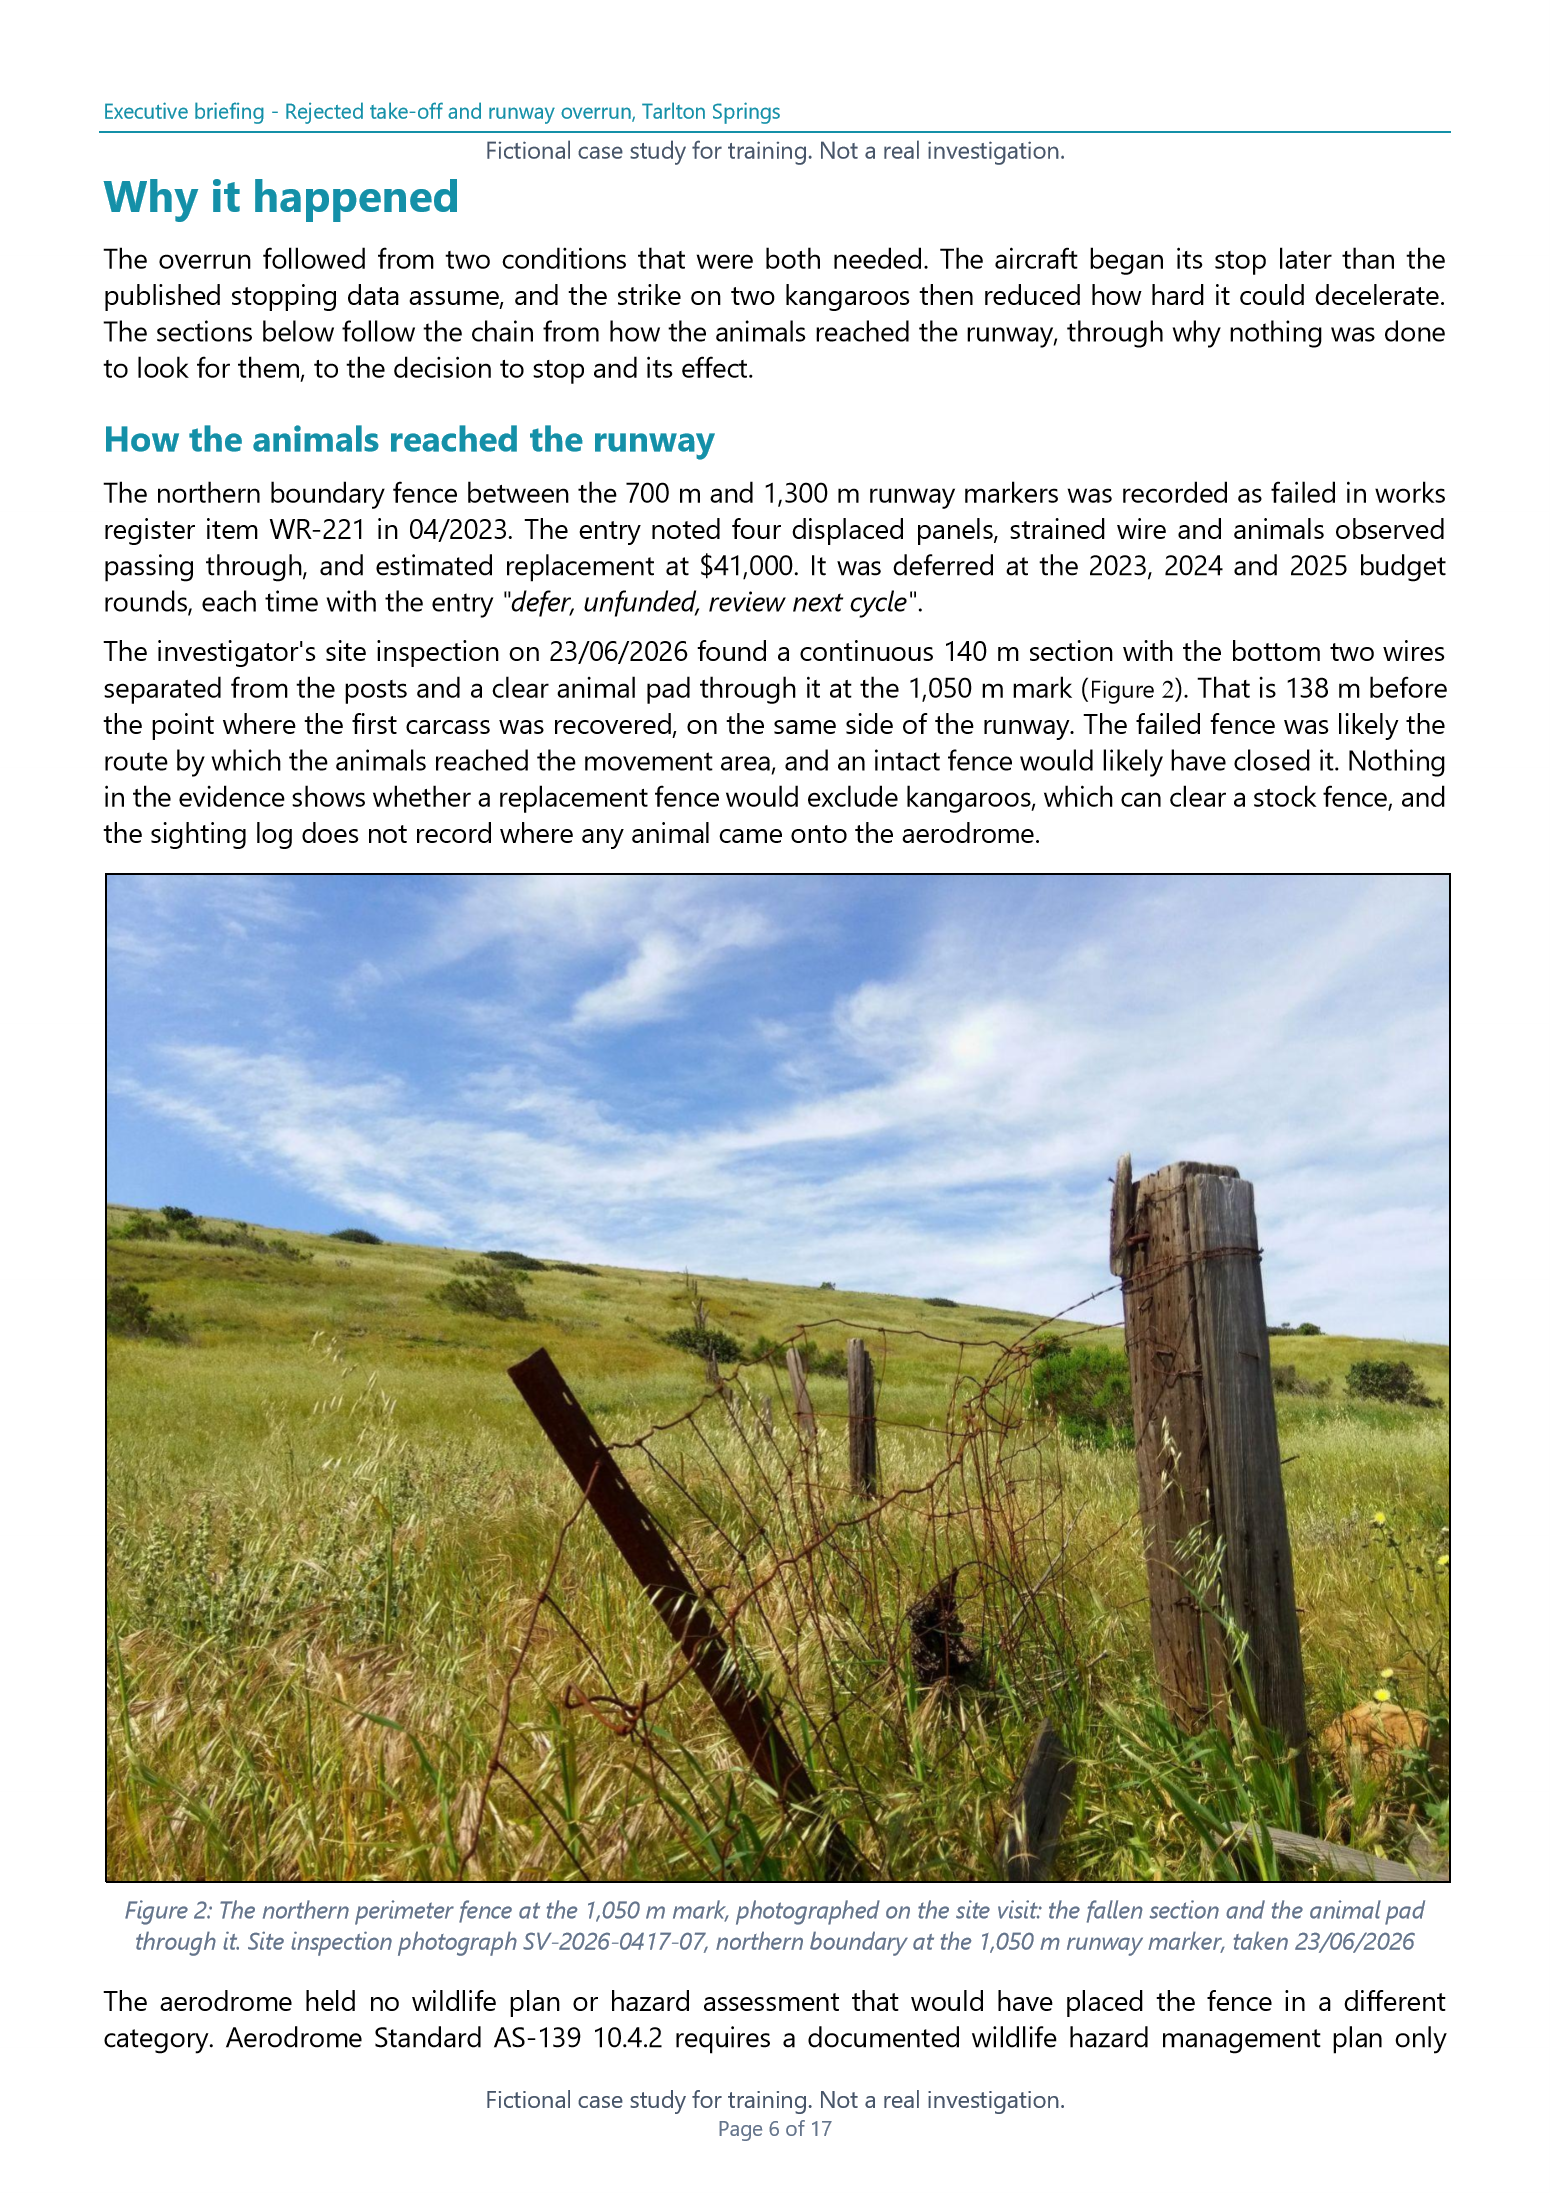 Executive briefing - Rejected take-off and runway overrun, Tarlton Springs
Fictional case study for training. Not a real investigation.
Why it happened
The overrun followed from two conditions that were both needed. The aircraft began its stop later than the
published stopping data assume, and the strike on two kangaroos then reduced how hard it could decelerate.
The sections below follow the chain from how the animals reached the runway, through why nothing was done
to look for them, to the decision to stop and its effect.
How the animals reached the runway
The northern boundary fence between the 700 m and 1,300 m runway markers was recorded as failed in works
register item WR-221 in 04/2023. The entry noted four displaced panels, strained wire and animals observed
passing through, and estimated replacement at $41,000. It was deferred at the 2023, 2024 and 2025 budget
rounds, each time with the entry "defer, unfunded, review next cycle".
The investigator's site inspection on 23/06/2026 found a continuous 140 m section with the bottom two wires
separated from the posts and a clear animal pad through it at the 1,050 m mark (Figure 2). That is 138 m before
the point where the first carcass was recovered, on the same side of the runway. The failed fence was likely the
route by which the animals reached the movement area, and an intact fence would likely have closed it. Nothing
in the evidence shows whether a replacement fence would exclude kangaroos, which can clear a stock fence, and
the sighting log does not record where any animal came onto the aerodrome.
Figure 2: The northern perimeter fence at the 1,050 m mark, photographed on the site visit: the fallen section and the animal pad
through it. Site inspection photograph SV-2026-0417-07, northern boundary at the 1,050 m runway marker, taken 23/06/2026
The aerodrome held no wildlife plan or hazard assessment that would have placed the fence in a different
category. Aerodrome Standard AS-139 10.4.2 requires a documented wildlife hazard management plan only
Fictional case study for training. Not a real investigation.
Page 6 of 17